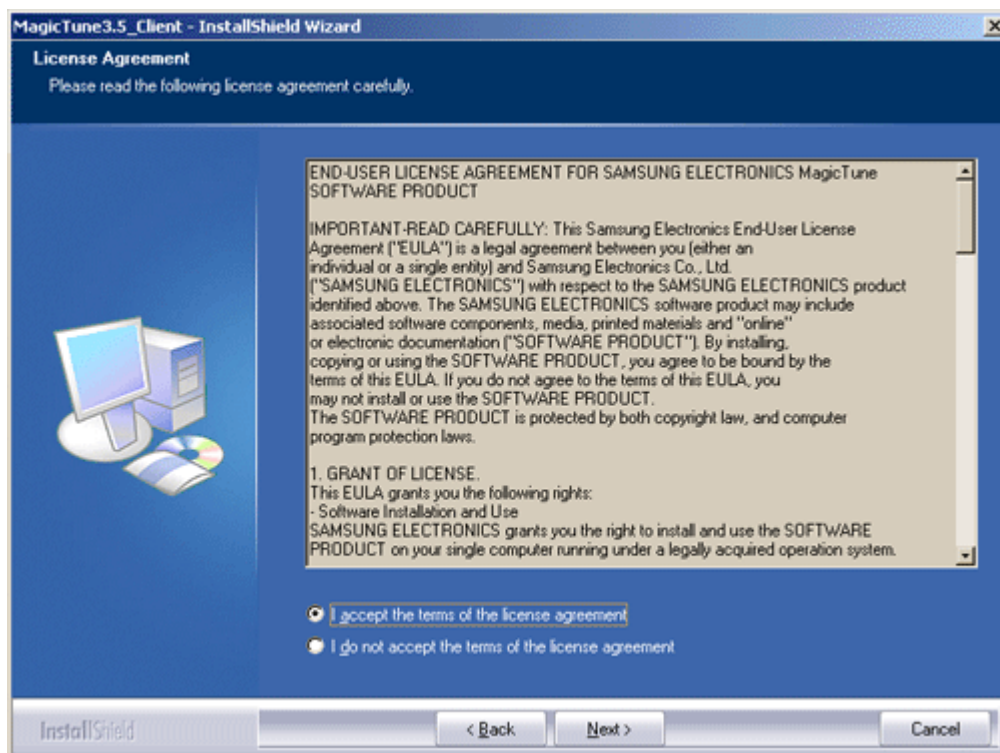 MagicTune3.5_Client - InstallShield Wizard
License Agreement
Please read the following license agreement carefully.
END-USER LICENSE AGREEMENT FOR SAMSUNG ELECTRONICS MagicTune
SOFTWARE PRODUCT
IMPORTANT-READ CAREFULLY: This Samsung Electronics End-User License
Agreement ("EULA") is a legal agreement between you (either an
individual or a single entity) and Samsung Electronics Co., Ltd.
("SAMSUNG ELECTRONICS") with respect to the SAMSUNG ELECTRONICS product
identified above. The SAMSUNG ELECTRONICS software product may include
associated software components, media, printed materials and "online"
or electronic documentation ("SOFTWARE PRODUCT"). By installing,
copying or using the SOFTWARE PRODUCT, you agree to be bound by the
terms of this EULA. If you do not agree to the terms of this EULA, you
may not install or use the SOFTWARE PRODUCT.
The SOFTWARE PRODUCT is protected by both copyright law, and computer
program protection laws.
1. GRANT OF LICENSE.
This EULA grants you the following rights:
- Software Installation and Use
SAMSUNG ELECTRONICS grants you the right to install and use the SOFTWARE
PRODUCT on your single computer running under a legally acquired operation system.
I accept the terms of the license agreement
I do not accept the terms of the license agreement
InstallShield
< Back
Next >
Cancel